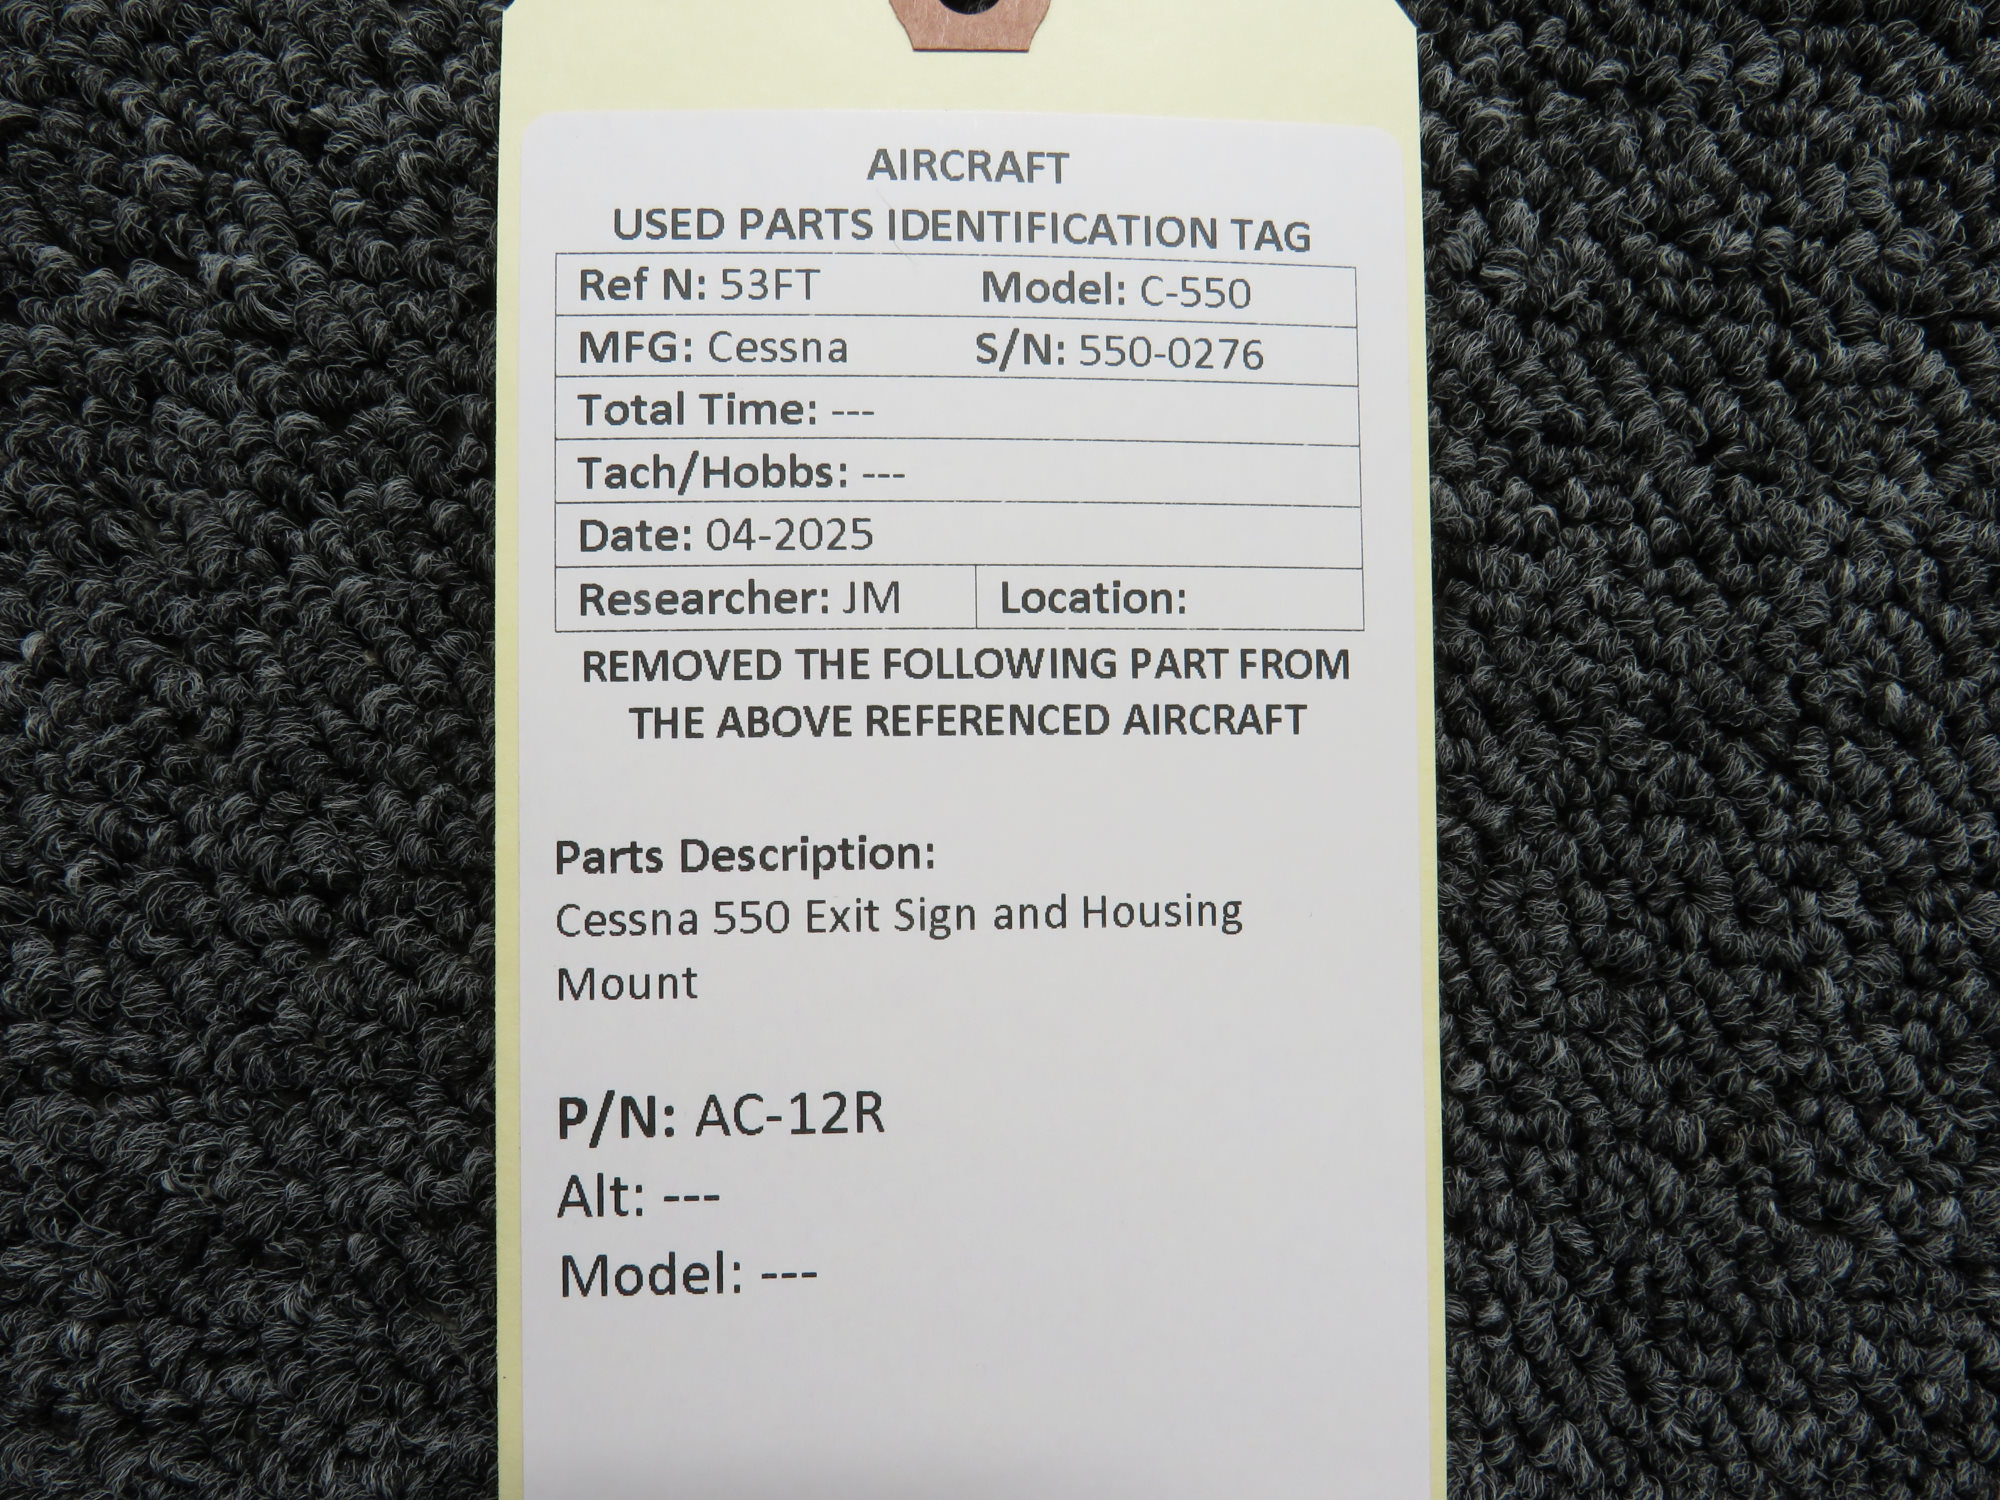 AIRCRAFT
USED PARTS IDENTIFICATION TAG
Ref N: 53FT Model: C-550
MFG: Cessna S/N: 550-0276
Total Time: ---
Tach/Hobbs: ---
Date: 04-2025
Researcher: JM Location:
REMOVED THE FOLLOWING PART FROM
THE ABOVE REFERENCED AIRCRAFT
Parts Description:
Cessna 550 Exit Sign and Housing
Mount
P/N: AC-12R
Alt: ---
Model: ---